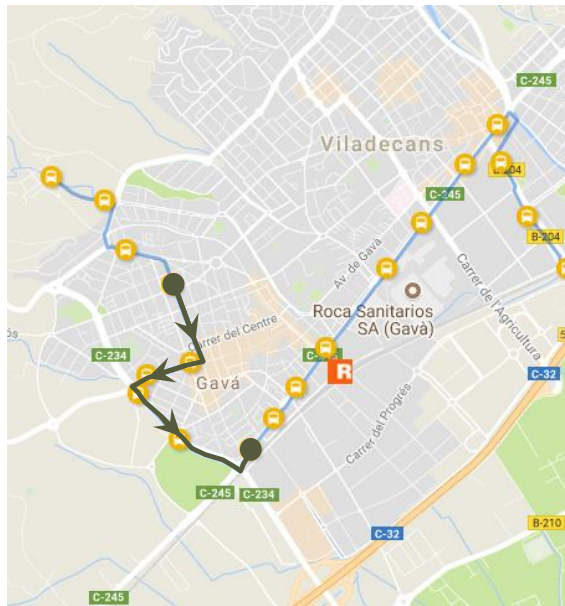 C-245
Viladecans
B-204
C-245
B-204
Av. de Gavà
Roca Sanitarios
SA (Gavà)
Carrer de l'Agricultura
Carrer del Centre
C-234
R
C-32
Gavá
Carrer del Progrés
C-245
C-234
B-210
C-32
C-245